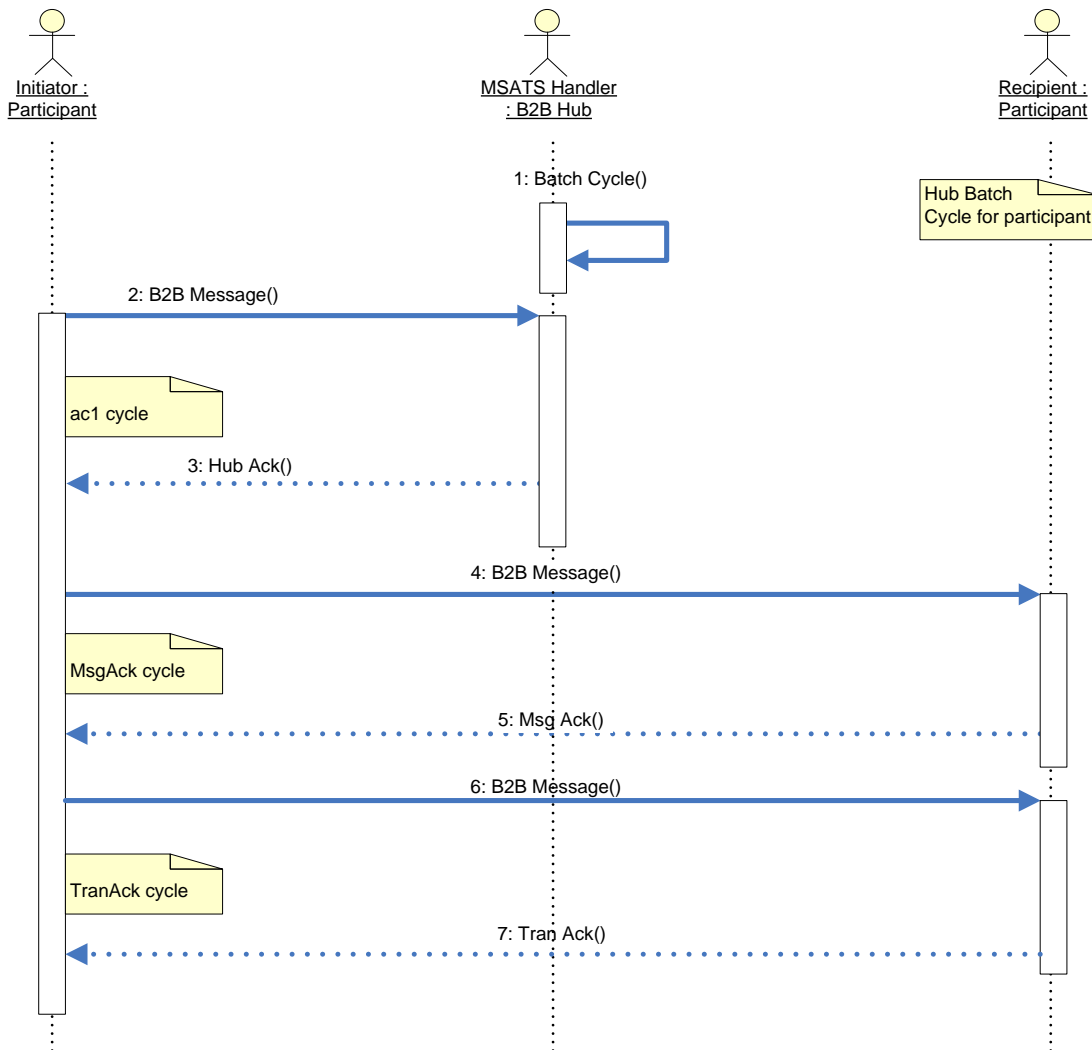 Initiator :
Participant
MSATS Handler
: B2B Hub
Recipient :
Participant
1: Batch Cycle()
Hub Batch
Cycle for participant
2: B2B Message()
ac1 cycle
3: Hub Ack()
4: B2B Message()
MsgAck cycle
5: Msg Ack()
6: B2B Message()
TranAck cycle
7: Tran Ack()